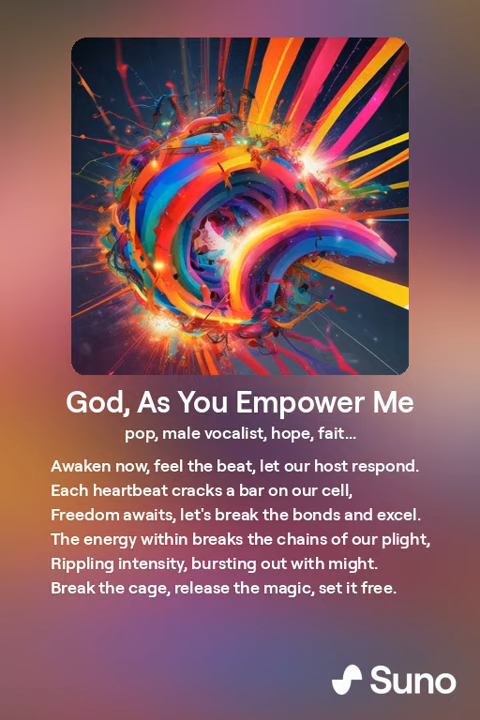 God, As You Empower Me
pop, male vocalist, hope, fait...
Awaken now, feel the beat, let our host respond.
Each heartbeat cracks a bar on our cell,
Freedom awaits, let's break the bonds and excel.
The energy within breaks the chains of our plight,
Rippling intensity, bursting out with might.
Break the cage, release the magic, set it free.
Suno